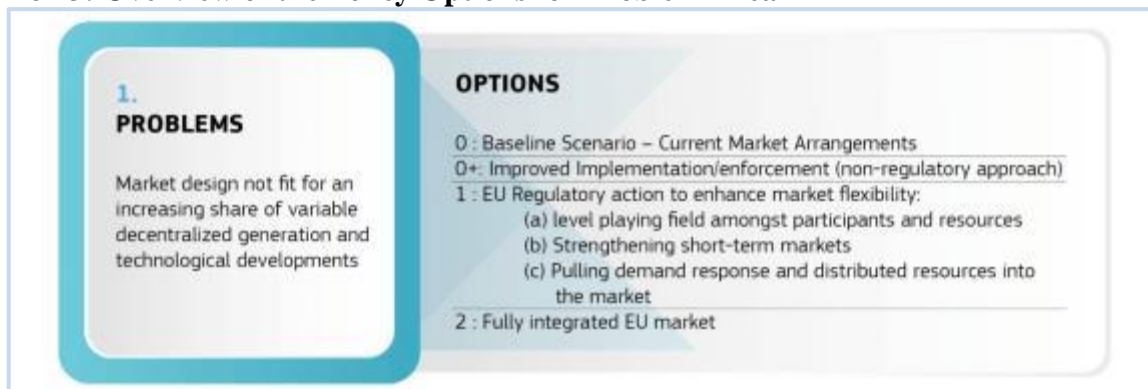 1.
PROBLEMS
Market design not fit for an
increasing share of variable
decentralized generation and
technological developments
OPTIONS
0 : Baseline Scenario – Current Market Arrangements
0+: Improved Implementation/enforcement (non-regulatory approach)
1 : EU Regulatory action to enhance market flexibility:
(a) level playing field amongst participants and resources
(b) Strengthening short-term markets
(c) Pulling demand response and distributed resources into
the market
2 : Fully integrated EU market